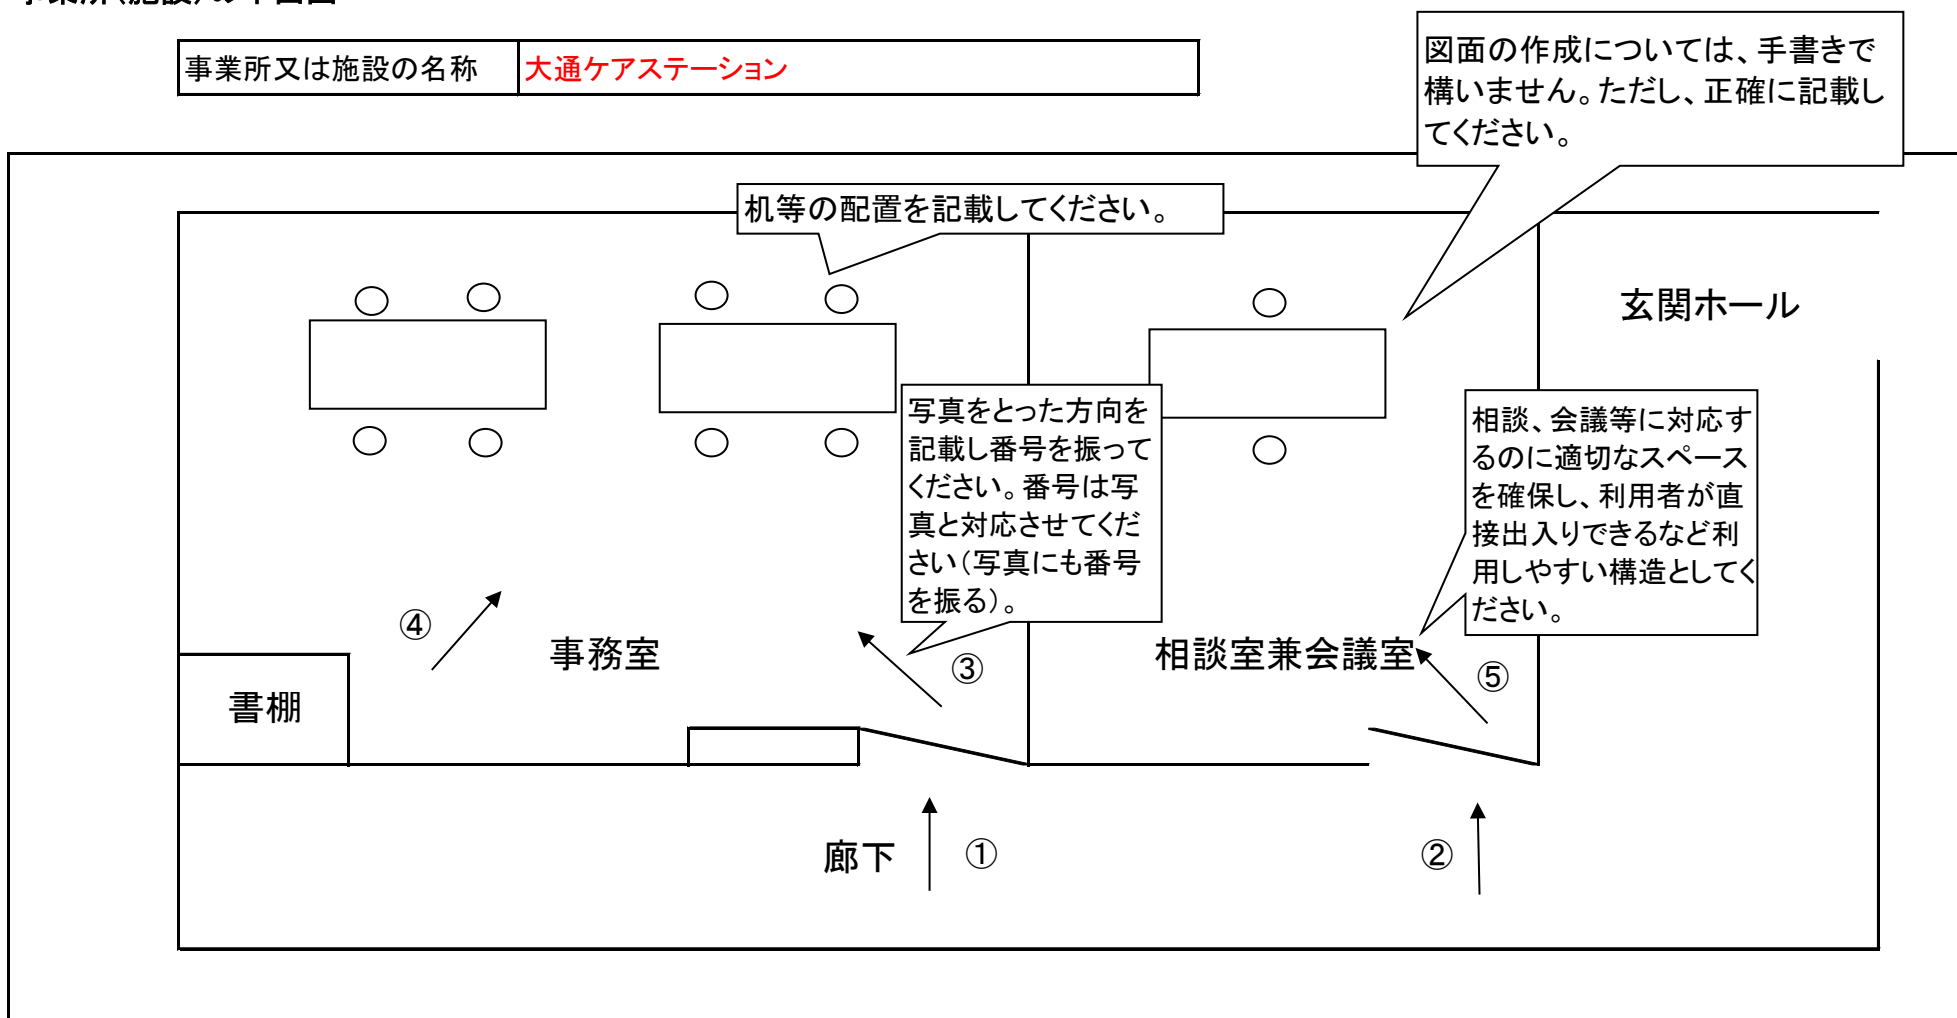 事業所又は施設の名称
大通ケアステーション
図面の作成については、手書きで
構いません。ただし、正確に記載し
てください。
机等の配置を記載してください。
玄関ホール
写真をとった方向を
記載し番号を振って
ください。番号は写
真と対応させてくだ
さい（写真にも番号
を振る）。
相談、会議等に対応す
るのに適切なスペース
を確保し、利用者が直
接出入りできるなど利
用しやすい構造としてく
ださい。
④
事務室
③
相談室兼会議室
⑤
書棚
廊下
①
②